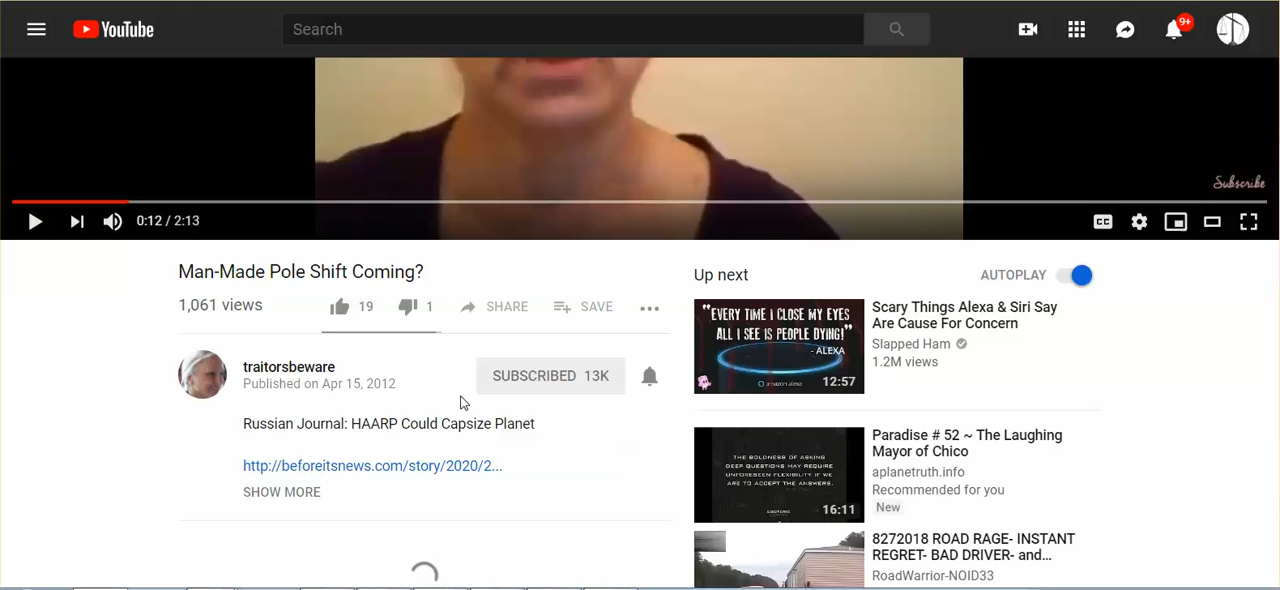 YouTube
Search
9+
Subscribe
0:12 / 2:13
CC
Man-Made Pole Shift Coming?
1,061 views
19
1
SHARE
SAVE
traitorsbeware
Published on Apr 15, 2012
SUBSCRIBED 13K
Russian Journal: HAARP Could Capsize Planet
http://beforeitsnews.com/story/2020/2...
SHOW MORE
Up next
AUTOPLAY
"EVERY TIME I CLOSE MY EYES
ALL I SEE IS PEOPLE DYING!"
- ALEXA
amazon alexa
12:57
Scary Things Alexa & Siri Say
Are Cause For Concern
Slapped Ham
1.2M views
THE BOLDNESS OF ASKING
DEEP QUESTIONS MAY REQUIRE
UNFORESEEN FLEXIBILITY IF WE
ARE TO ACCEPT THE ANSWERS.
16:11
Paradise # 52 ~ The Laughing
Mayor of Chico
aplanetruth.info
Recommended for you
New
8272018 ROAD RAGE- INSTANT
REGRET- BAD DRIVER- and...
RoadWarrior-NOID33